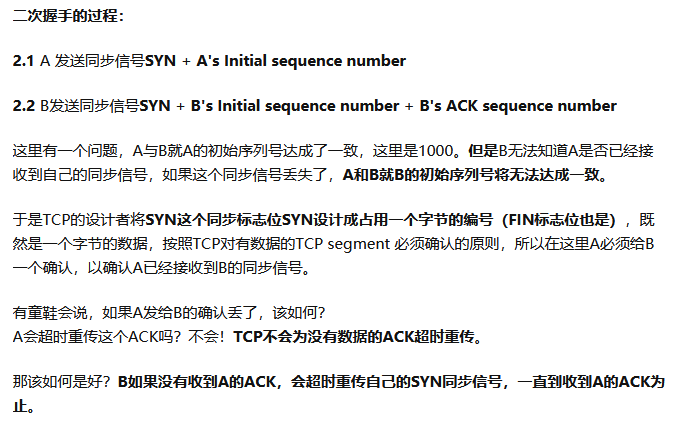 二次握手的过程：
2.1 A 发送同步信号SYN + A's Initial sequence number
2.2 B发送同步信号SYN + B's Initial sequence number + B's ACK sequence number
这里有一个问题，A与B就A的初始序列号达成了一致，这里是1000。但是B无法知道A是否已经接
收到自己的同步信号，如果这个同步信号丢失了，A和B就B的初始序列号将无法达成一致。
于是TCP的设计者将SYN这个同步标志位SYN设计成占用一个字节的编号（FIN标志位也是），既
然是一个字节的数据，按照TCP对有数据的TCP segment 必须确认的原则，所以在这里A必须给B
一个确认，以确认A已经接收到B的同步信号。
有童鞋会说，如果A发给B的确认丢了，该如何？
A会超时重传这个ACK吗？不会！TCP不会为没有数据的ACK超时重传。
那该如何是好？B如果没有收到A的ACK，会超时重传自己的SYN同步信号，一直到收到A的ACK为
止。